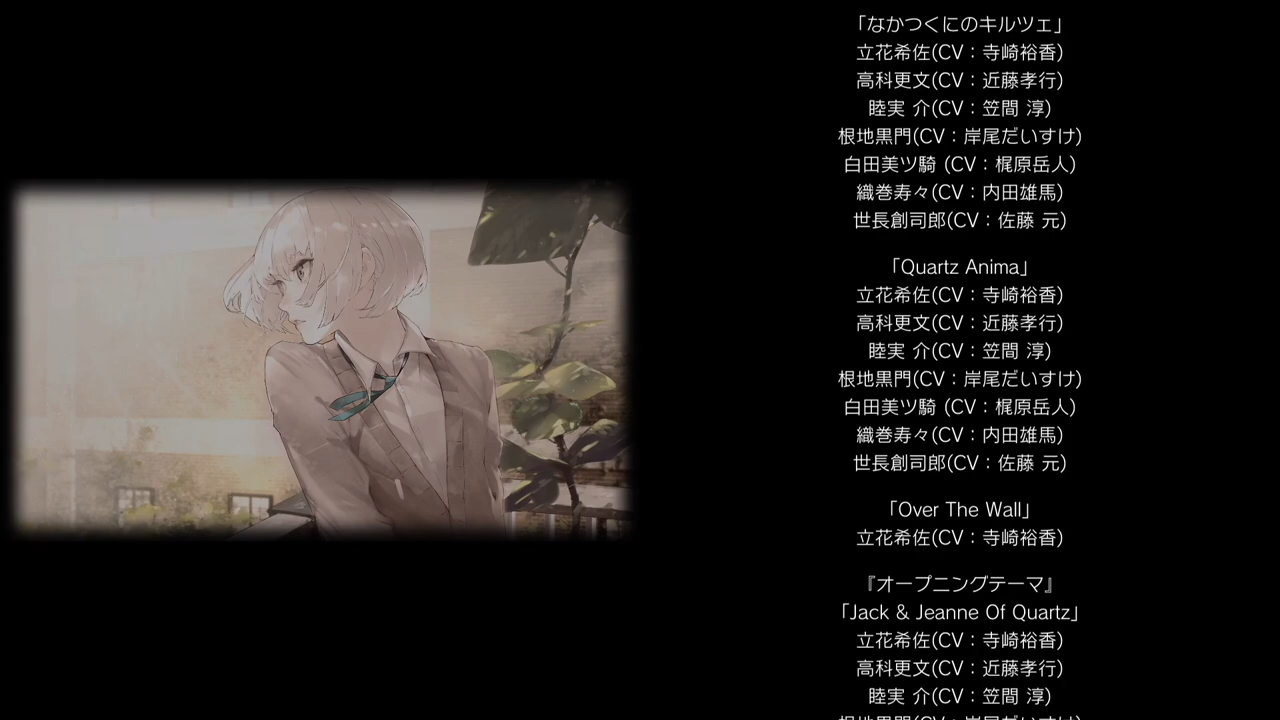 「なかつくにのキルツェ」
立花希佐(CV：寺崎裕香)
高科更文(CV：近藤孝行)
睦実 介(CV：笠間 淳)
根地黒門(CV：岸尾だいすけ)
白田美ツ騎 (CV：梶原岳人)
織巻寿々(CV：内田雄馬)
世長創司郎(CV：佐藤 元)
「Quartz Anima」
立花希佐(CV：寺崎裕香)
高科更文(CV：近藤孝行)
睦実 介(CV：笠間 淳)
根地黒門(CV：岸尾だいすけ)
白田美ツ騎 (CV：梶原岳人)
織巻寿々(CV：内田雄馬)
世長創司郎(CV：佐藤 元)
「Over The Wall」
立花希佐(CV：寺崎裕香)
『オープニングテーマ』
「Jack & Jeanne Of Quartz」
立花希佐(CV：寺崎裕香)
高科更文(CV：近藤孝行)
睦実 介(CV：笠間 淳)